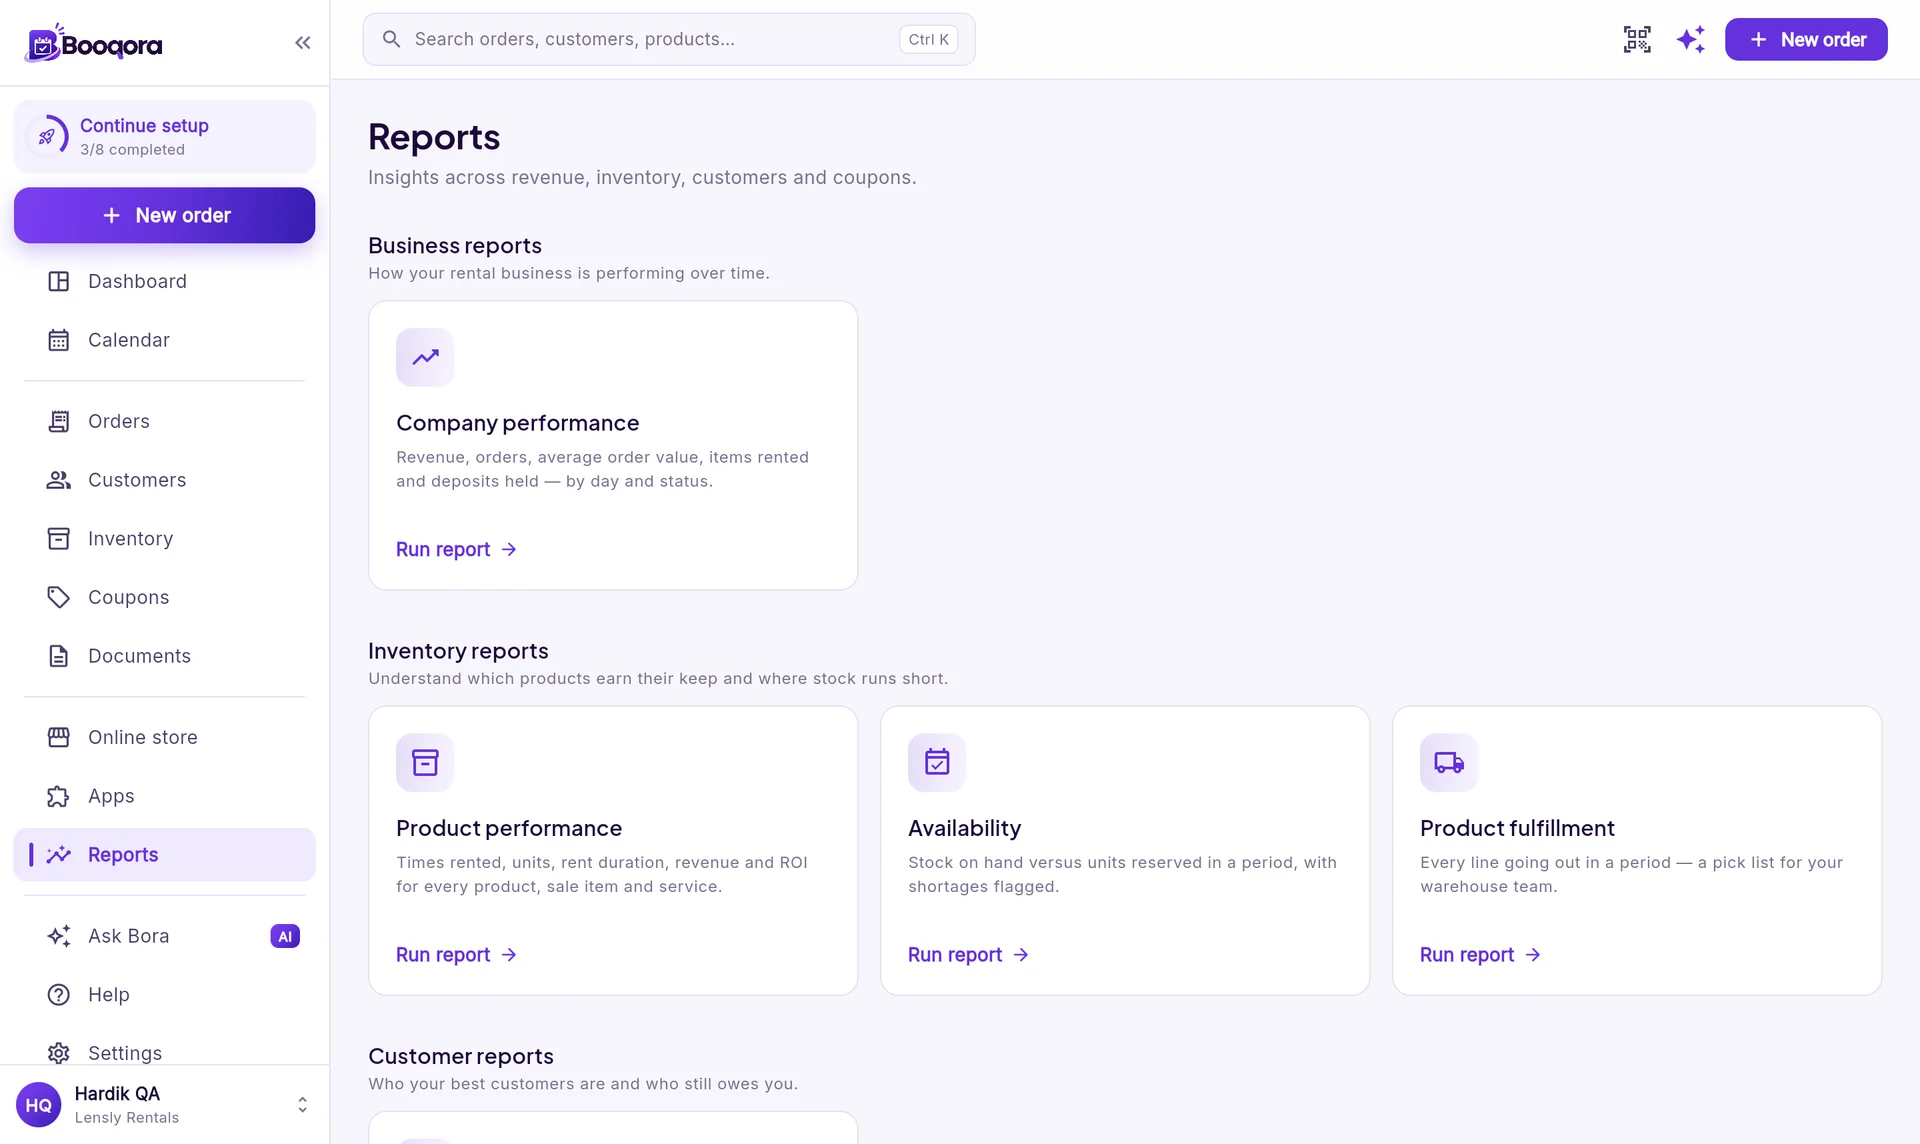 Booqora
Search orders, customers, products...
Ctrl K
New order
Continue setup
3/8 completed
New order
Dashboard
Calendar
Orders
Customers
Inventory
Coupons
Documents
Online store
Apps
Reports
Ask Bora
AI
Help
Settings
HQ
Hardik QA
Lensly Rentals
Reports
Insights across revenue, inventory, customers and coupons.
Business reports
How your rental business is performing over time.
Company performance
Revenue, orders, average order value, items rented
and deposits held — by day and status.
Run report
Inventory reports
Understand which products earn their keep and where stock runs short.
Product performance
Times rented, units, rent duration, revenue and ROI
for every product, sale item and service.
Run report
Availability
Stock on hand versus units reserved in a period, with
shortages flagged.
Run report
Product fulfillment
Every line going out in a period — a pick list for your
warehouse team.
Run report
Customer reports
Who your best customers are and who still owes you.